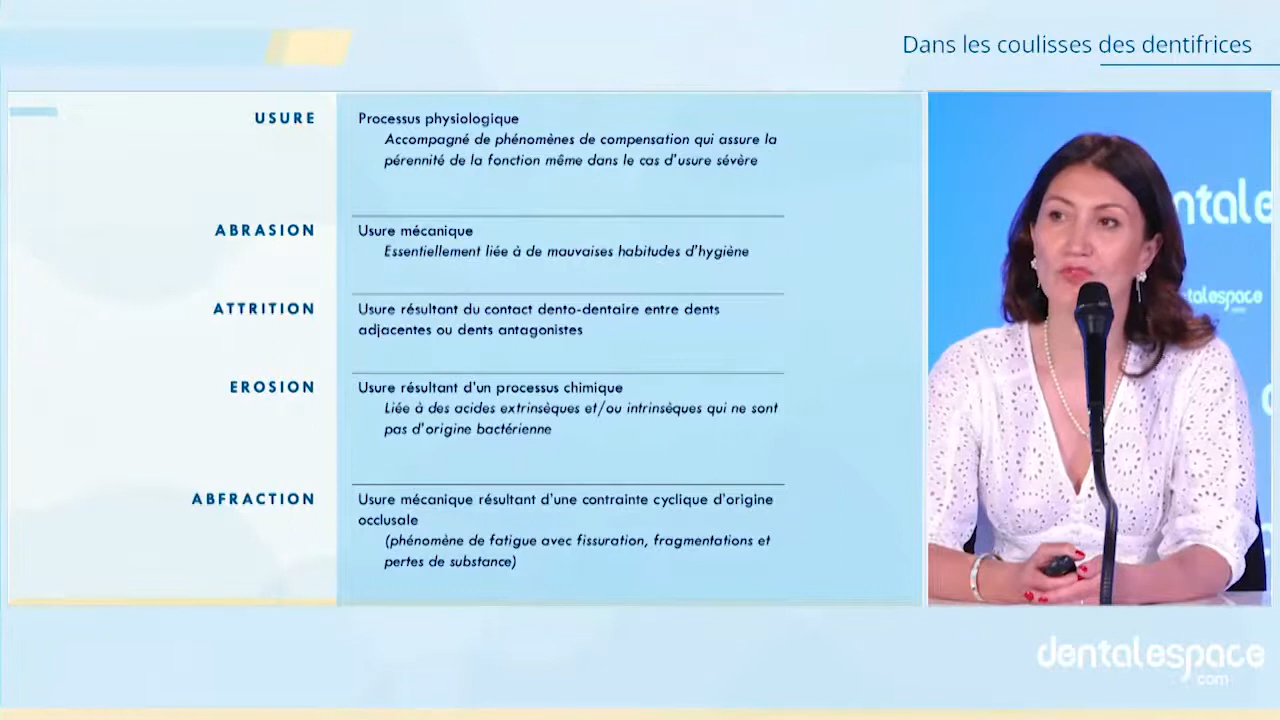 Dans les coulisses des dentifrices
USURE
Processus physiologique
Accompagné de phénomènes de compensation qui assure la
pérennité de la fonction même dans le cas d'usure sévère
ABRASION
Usure mécanique
Essentiellement liée à de mauvaises habitudes d'hygiène
ATTRITION
Usure résultant du contact dento-dentaire entre dents
adjacentes ou dents antagonistes
EROSION
Usure résultant d'un processus chimique
Liée à des acides extrinsèques et/ou intrinsèques qui ne sont
pas d'origine bactérienne
ABFRACTION
Usure mécanique résultant d'une contrainte cyclique d'origine
occlusale
(phénomène de fatigue avec fissuration, fragmentations et
pertes de substance)
ntale
talespace
dentalespace
.com